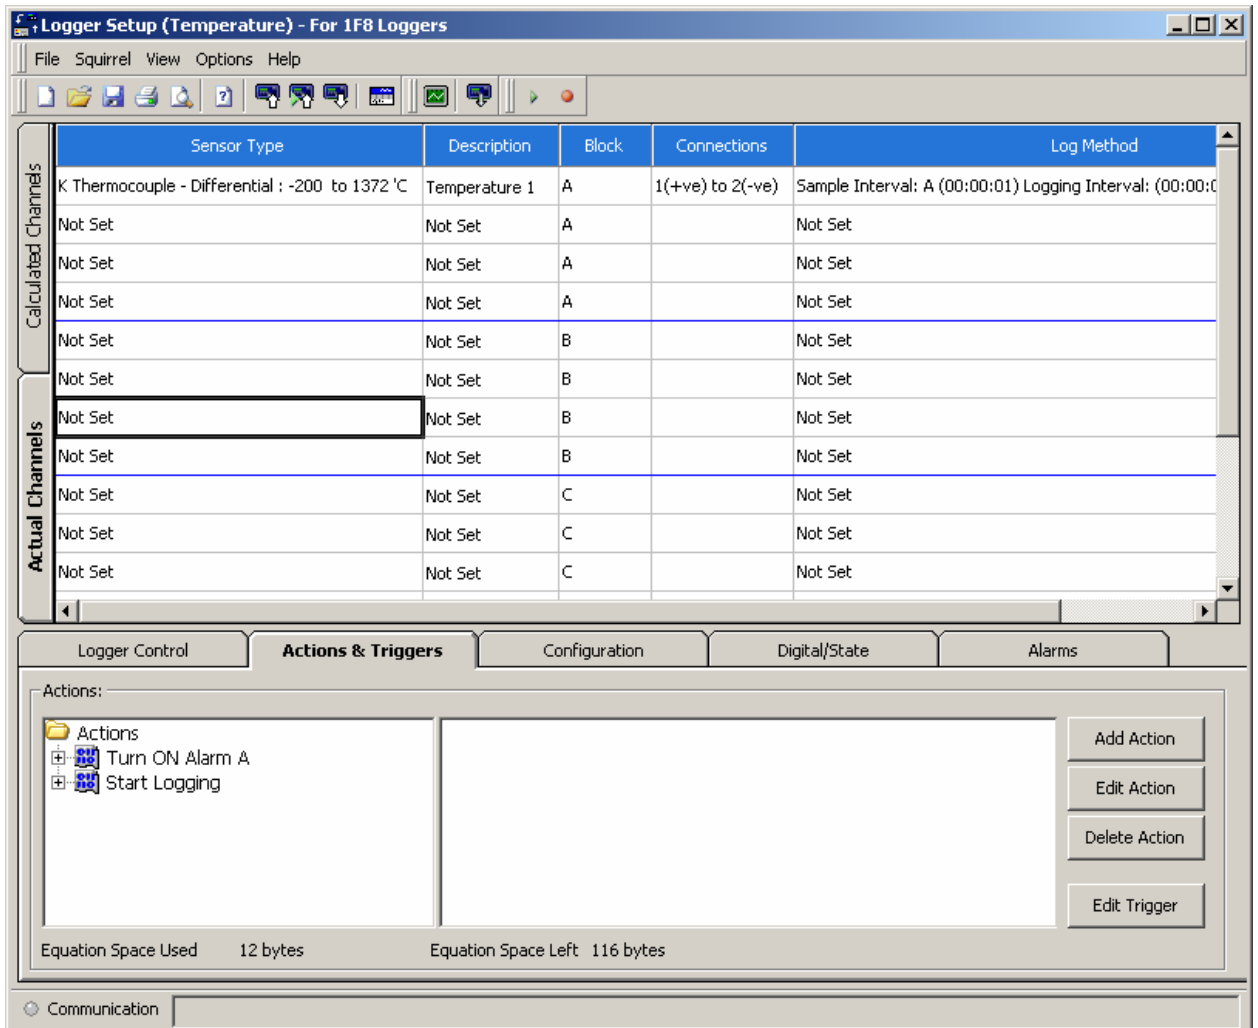 Logger Setup (Temperature) - For 1F8 Loggers
File Squirrel View Options Help
Sensor Type Description Block Connections Log Method
K Thermocouple - Differential : -200 to 1372 'C Temperature 1 A 1(+ve) to 2(-ve) Sample Interval: A (00:00:01) Logging Interval: (00:00:0
Not Set Not Set A Not Set
Not Set Not Set A Not Set
Not Set Not Set A Not Set
Not Set Not Set B Not Set
Not Set Not Set B Not Set
Not Set Not Set B Not Set
Not Set Not Set B Not Set
Not Set Not Set C Not Set
Not Set Not Set C Not Set
Not Set Not Set C Not Set
Calculated Channels
Actual Channels
Logger Control Actions & Triggers Configuration Digital/State Alarms
Actions:
Actions
Turn ON Alarm A
Start Logging
Add Action
Edit Action
Delete Action
Edit Trigger
Equation Space Used 12 bytes Equation Space Left 116 bytes
Communication